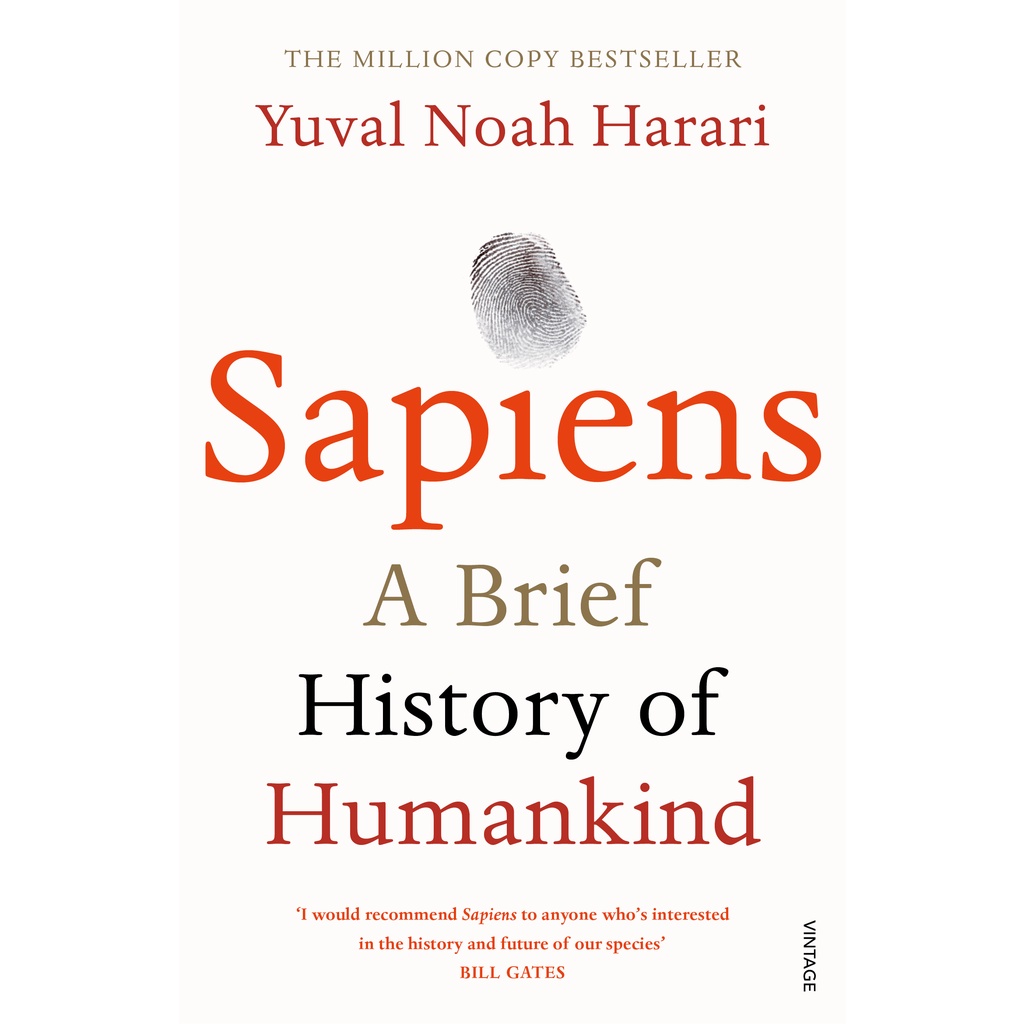 THE MILLION COPY BESTSELLER
Yuval Noah Harari
Sapiens
A Brief
History of
Humankind
‘I would recommend Sapiens to anyone who’s interested
in the history and future of our species’
BILL GATES
VINTAGE